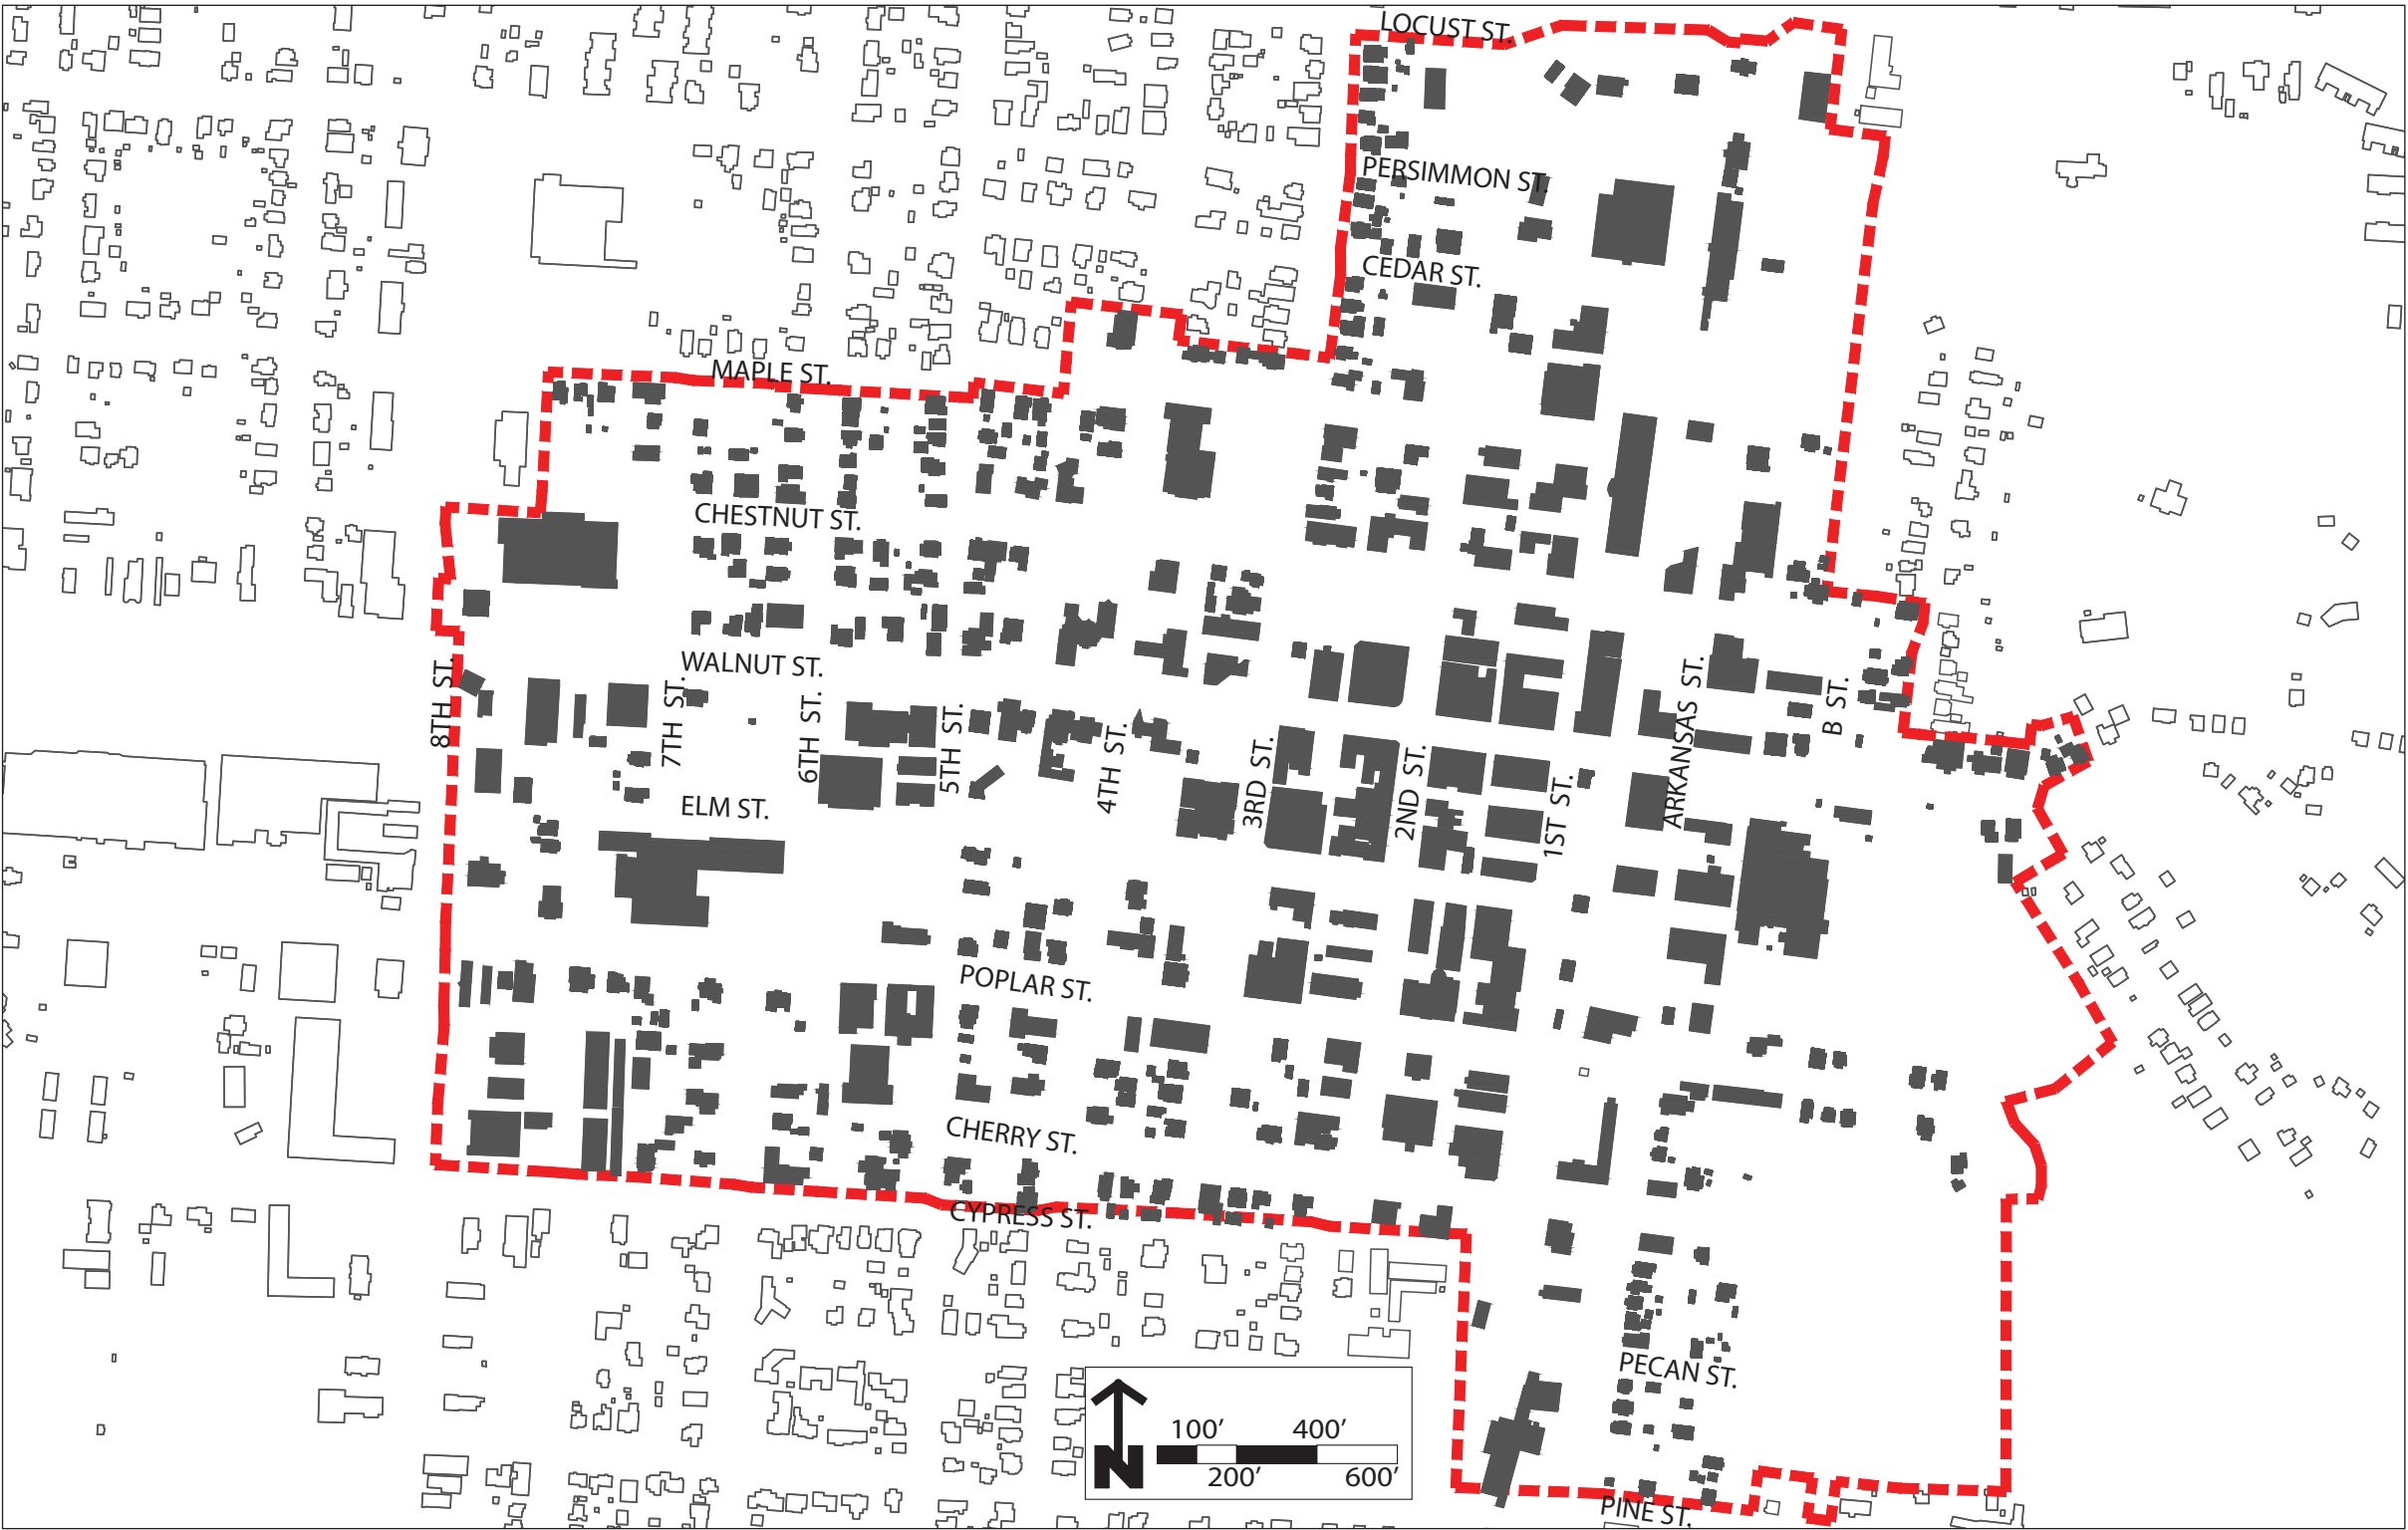 LOCUST ST.
PERSIMMON ST.
CEDAR ST.
MAPLE ST.
CHESTNUT ST.
WALNUT ST.
8TH ST.
7TH ST.
6TH ST.
5TH ST.
4TH ST.
3RD ST.
2ND ST.
1ST ST.
ARKANSAS ST.
B ST.
ELM ST.
POPLAR ST.
CHERRY ST.
CYPRESS ST.
PECAN ST.
PINE ST.
100’ 400’
200’ 600’
N